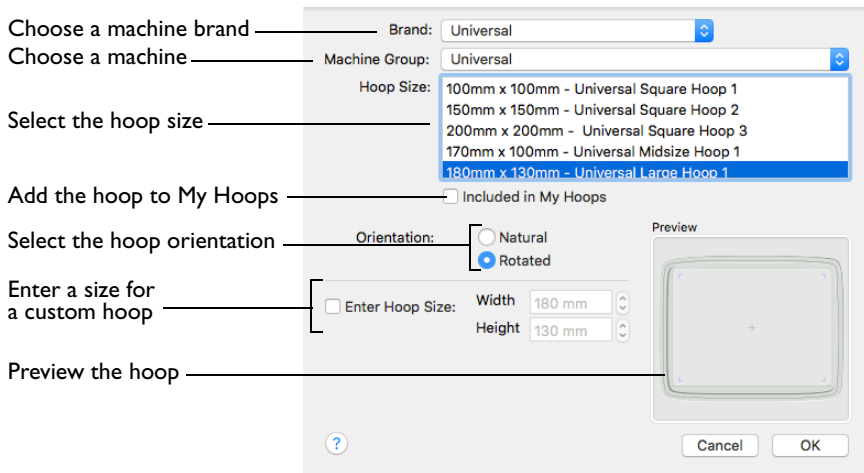 Choose a machine brand
Brand: Universal
Choose a machine
Machine Group: Universal
Hoop Size:
100mm x 100mm - Universal Square Hoop 1
150mm x 150mm - Universal Square Hoop 2
200mm x 200mm -  Universal Square Hoop 3
170mm x 100mm - Universal Midsize Hoop 1
180mm x 130mm - Universal Large Hoop 1
Select the hoop size
Add the hoop to My Hoops
Included in My Hoops
Select the hoop orientation
Orientation:
Natural
Rotated
Preview
Enter a size for
a custom hoop
Enter Hoop Size:
Width 180 mm
Height 130 mm
Preview the hoop
?
Cancel
OK